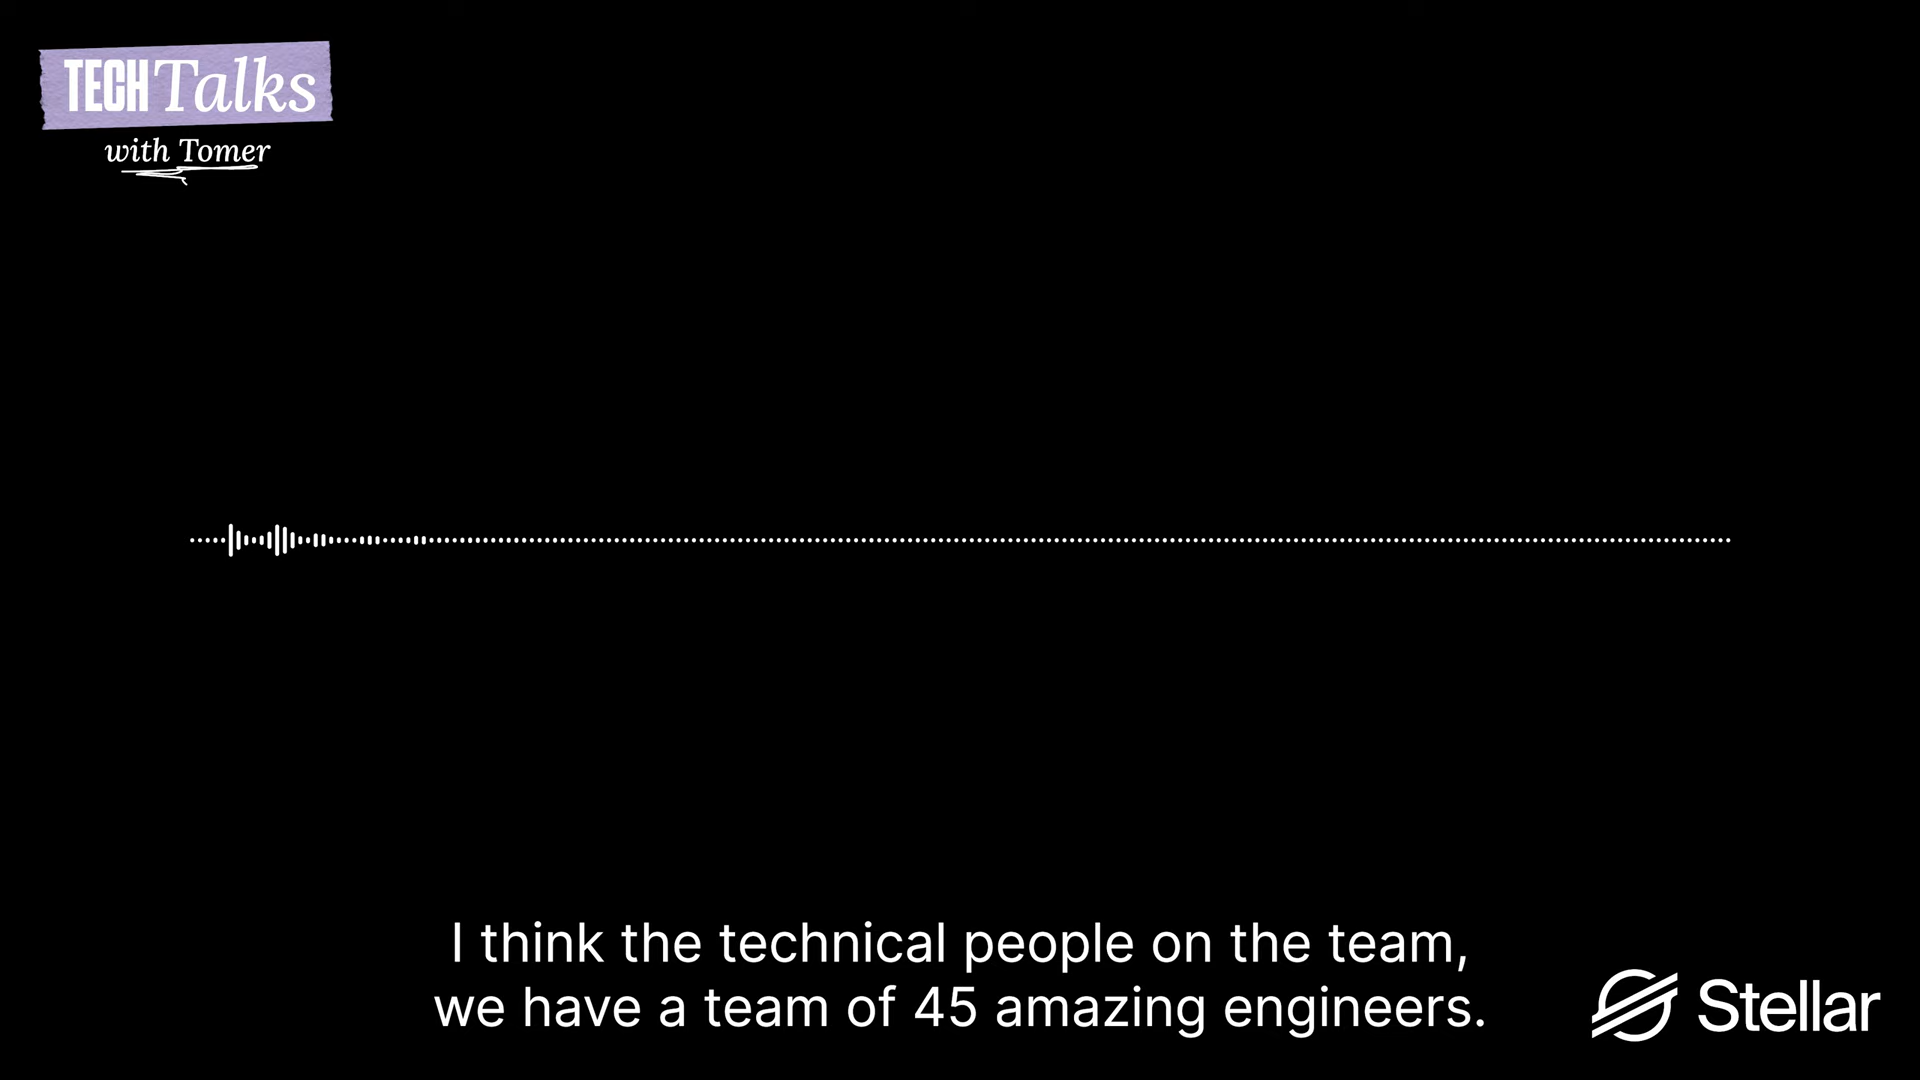 TECH Talks
with Tomer
I think the technical people on the team,
we have a team of 45 amazing engineers.
Stellar